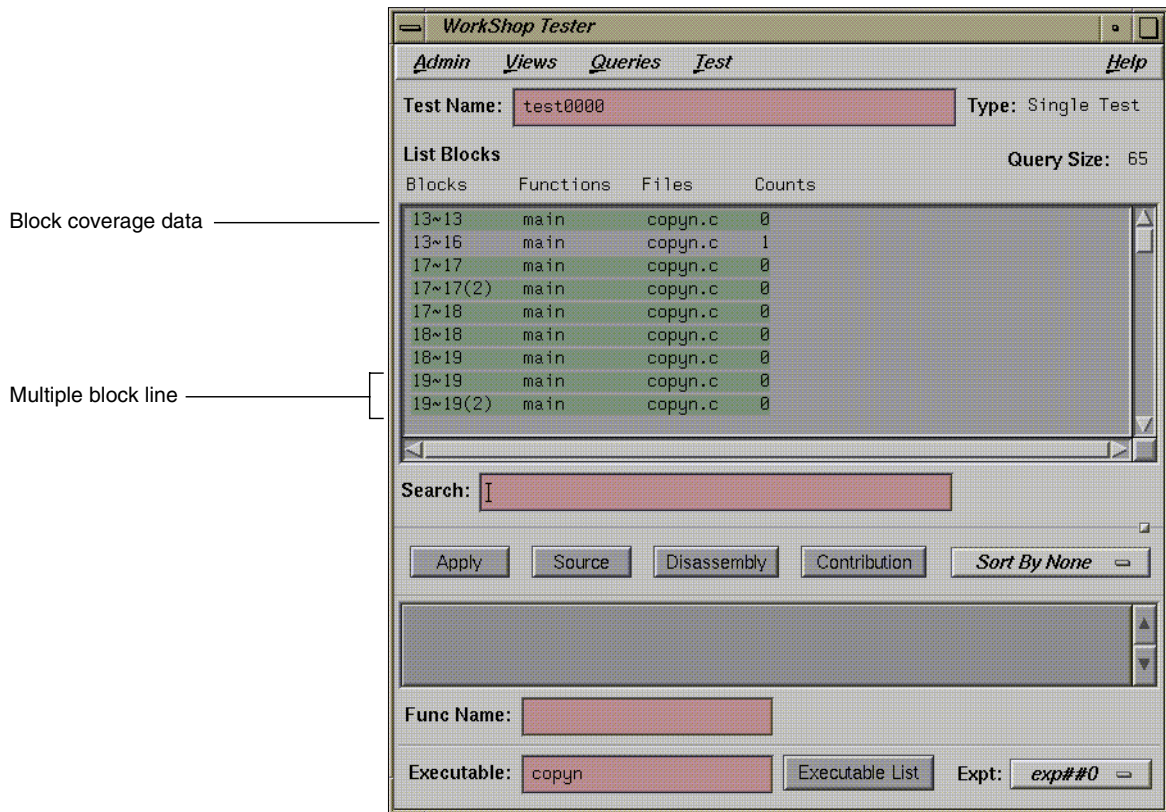 WorkShop Tester
Admin Views Queries Test Help
Test Name: test0000 Type: Single Test
List Blocks Query Size: 65
Blocks Functions Files Counts
Block coverage data
13~13 main copyn.c 0
13~16 main copyn.c 1
17~17 main copyn.c 0
17~17(2) main copyn.c 0
17~18 main copyn.c 0
18~18 main copyn.c 0
18~19 main copyn.c 0
Multiple block line
19~19 main copyn.c 0
19~19(2) main copyn.c 0
Search:
Apply Source Disassembly Contribution Sort By None
Func Name:
Executable: copyn Executable List Expt: exp##0